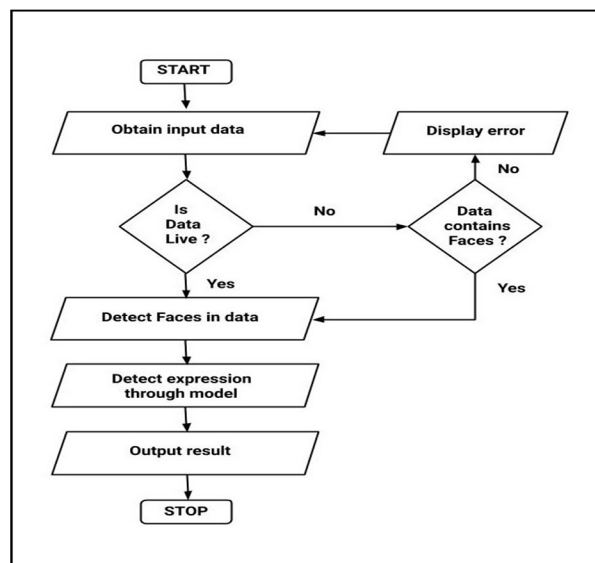 START
Obtain input data
Display error
No
Is
Data
Live ?
No
Data
contains
Faces ?
Yes
Yes
Detect Faces in data
Detect expression
through model
Output result
STOP